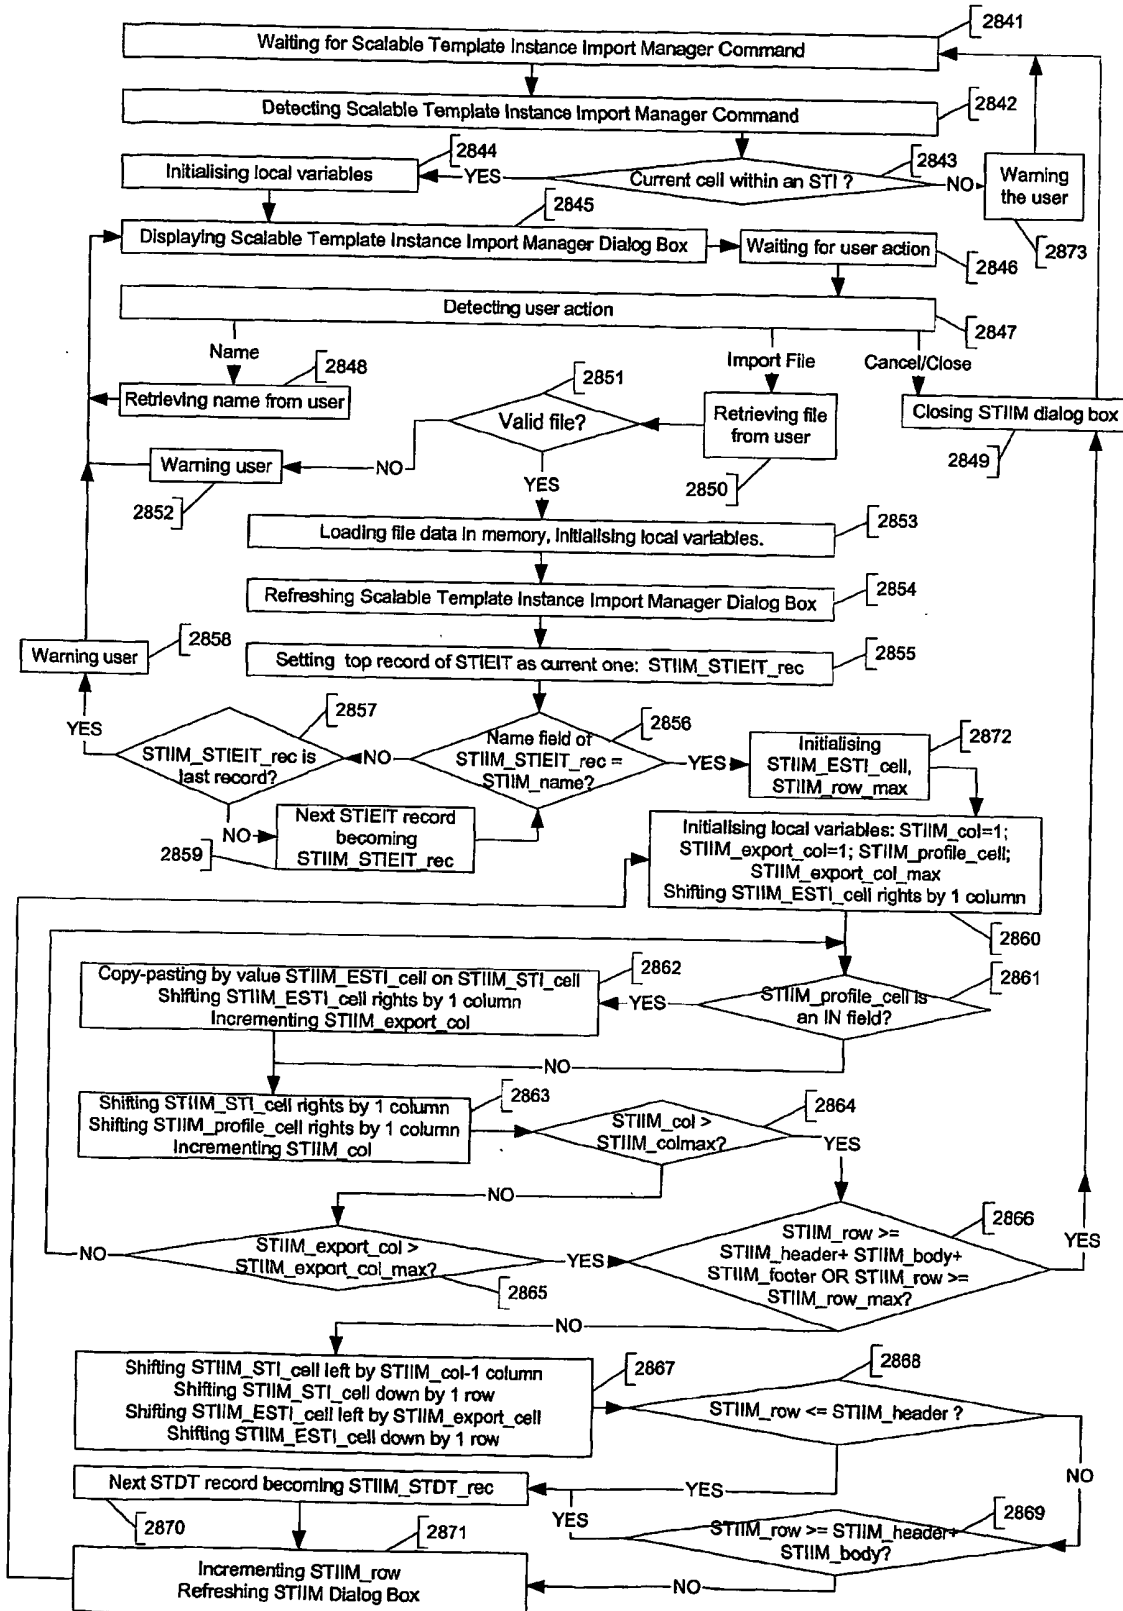 2841
Waiting for Scalable Template Instance Import Manager Command
2842
Detecting Scalable Template Instance Import Manager Command
2844
2843
Initialising local variables
YES
Current cell within an STI ?
NO
Warning
the user
2845
2873
Displaying Scalable Template Instance Import Manager Dialog Box
Waiting for user action
2846
Detecting user action
2847
Name
Import File
Cancel/Close
2848
2851
Retrieving name from user
Valid file?
Retrieving file
from user
Closing STIIM dialog box
2849
Warning user
NO
YES
2850
2852
2853
Loading file data in memory, initialising local variables.
2854
Refreshing Scalable Template Instance Import Manager Dialog Box
2858
Warning user
2855
Setting top record of STIEIT as current one: STIIM_STIEIT_rec
YES
2857
2856
STIIM_STIEIT_rec is
last record?
NO
Name field of
STIIM_STIEIT_rec =
STIIM_name?
YES
2872
Initialising
STIIM_ESTI_cell,
STIIM_row_max
NO
Next STIEIT record
becoming
STIIM_STIEIT_rec
2859
Initialising local variables: STIIM_col=1;
STIIM_export_col=1; STIIM_profile_cell;
STIIM_export_col_max
Shifting STIIM_ESTI_cell rights by 1 column
2860
2862
2861
Copy-pasting by value STIIM_ESTI_cell on STIIM_STI_cell
Shifting STIIM_ESTI_cell rights by 1 column
Incrementing STIIM_export_col
YES
STIIM_profile_cell is
an IN field?
NO
2863
2864
Shifting STIIM_STI_cell rights by 1 column
Shifting STIIM_profile_cell rights by 1 column
Incrementing STIIM_col
STIIM_col >
STIIM_colmax?
YES
NO
2866
NO
STIIM_export_col >
STIIM_export_col_max?
YES
STIIM_row >=
STIIM_header+ STIIM_body+
STIIM_footer OR STIIM_row >=
STIIM_row_max?
YES
2865
NO
2867
2868
Shifting STIIM_STI_cell left by STIIM_col-1 column
Shifting STIIM_STI_cell down by 1 row
Shifting STIIM_ESTI_cell left by STIIM_export_cell
Shifting STIIM_ESTI_cell down by 1 row
STIIM_row <= STIIM_header ?
NO
Next STDT record becoming STIIM_STDT_rec
YES
YES
2869
2870
2871
STIIM_row >= STIIM_header+
STIIM_body?
Incrementing STIIM_row
Refreshing STIIM Dialog Box
NO